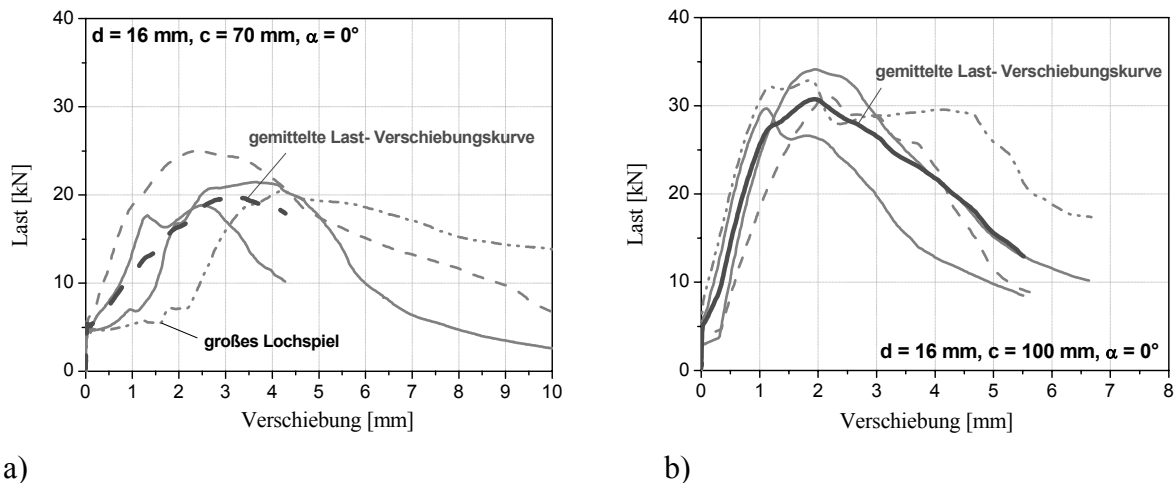 d = 16 mm, c = 70 mm, α = 0°
gemittelte Last- Verschiebungskurve
großes Lochspiel
Last [kN]
40
30
20
10
0
0 1 2 3 4 5 6 7 8 9 10
Verschiebung [mm]
a)
gemittelte Last- Verschiebungskurve
d = 16 mm, c = 100 mm, α = 0°
Last [kN]
40
30
20
10
0
0 1 2 3 4 5 6 7 8
Verschiebung [mm]
b)